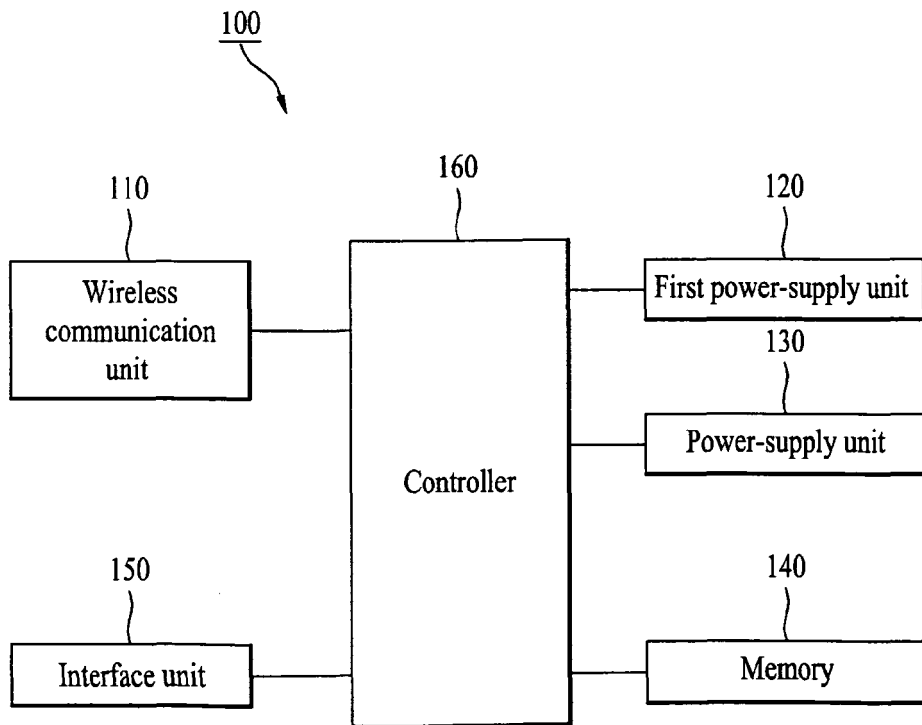 100
160
110
120
Wireless
communication
unit
First power-supply unit
130
Power-supply unit
Controller
150
140
Interface unit
Memory